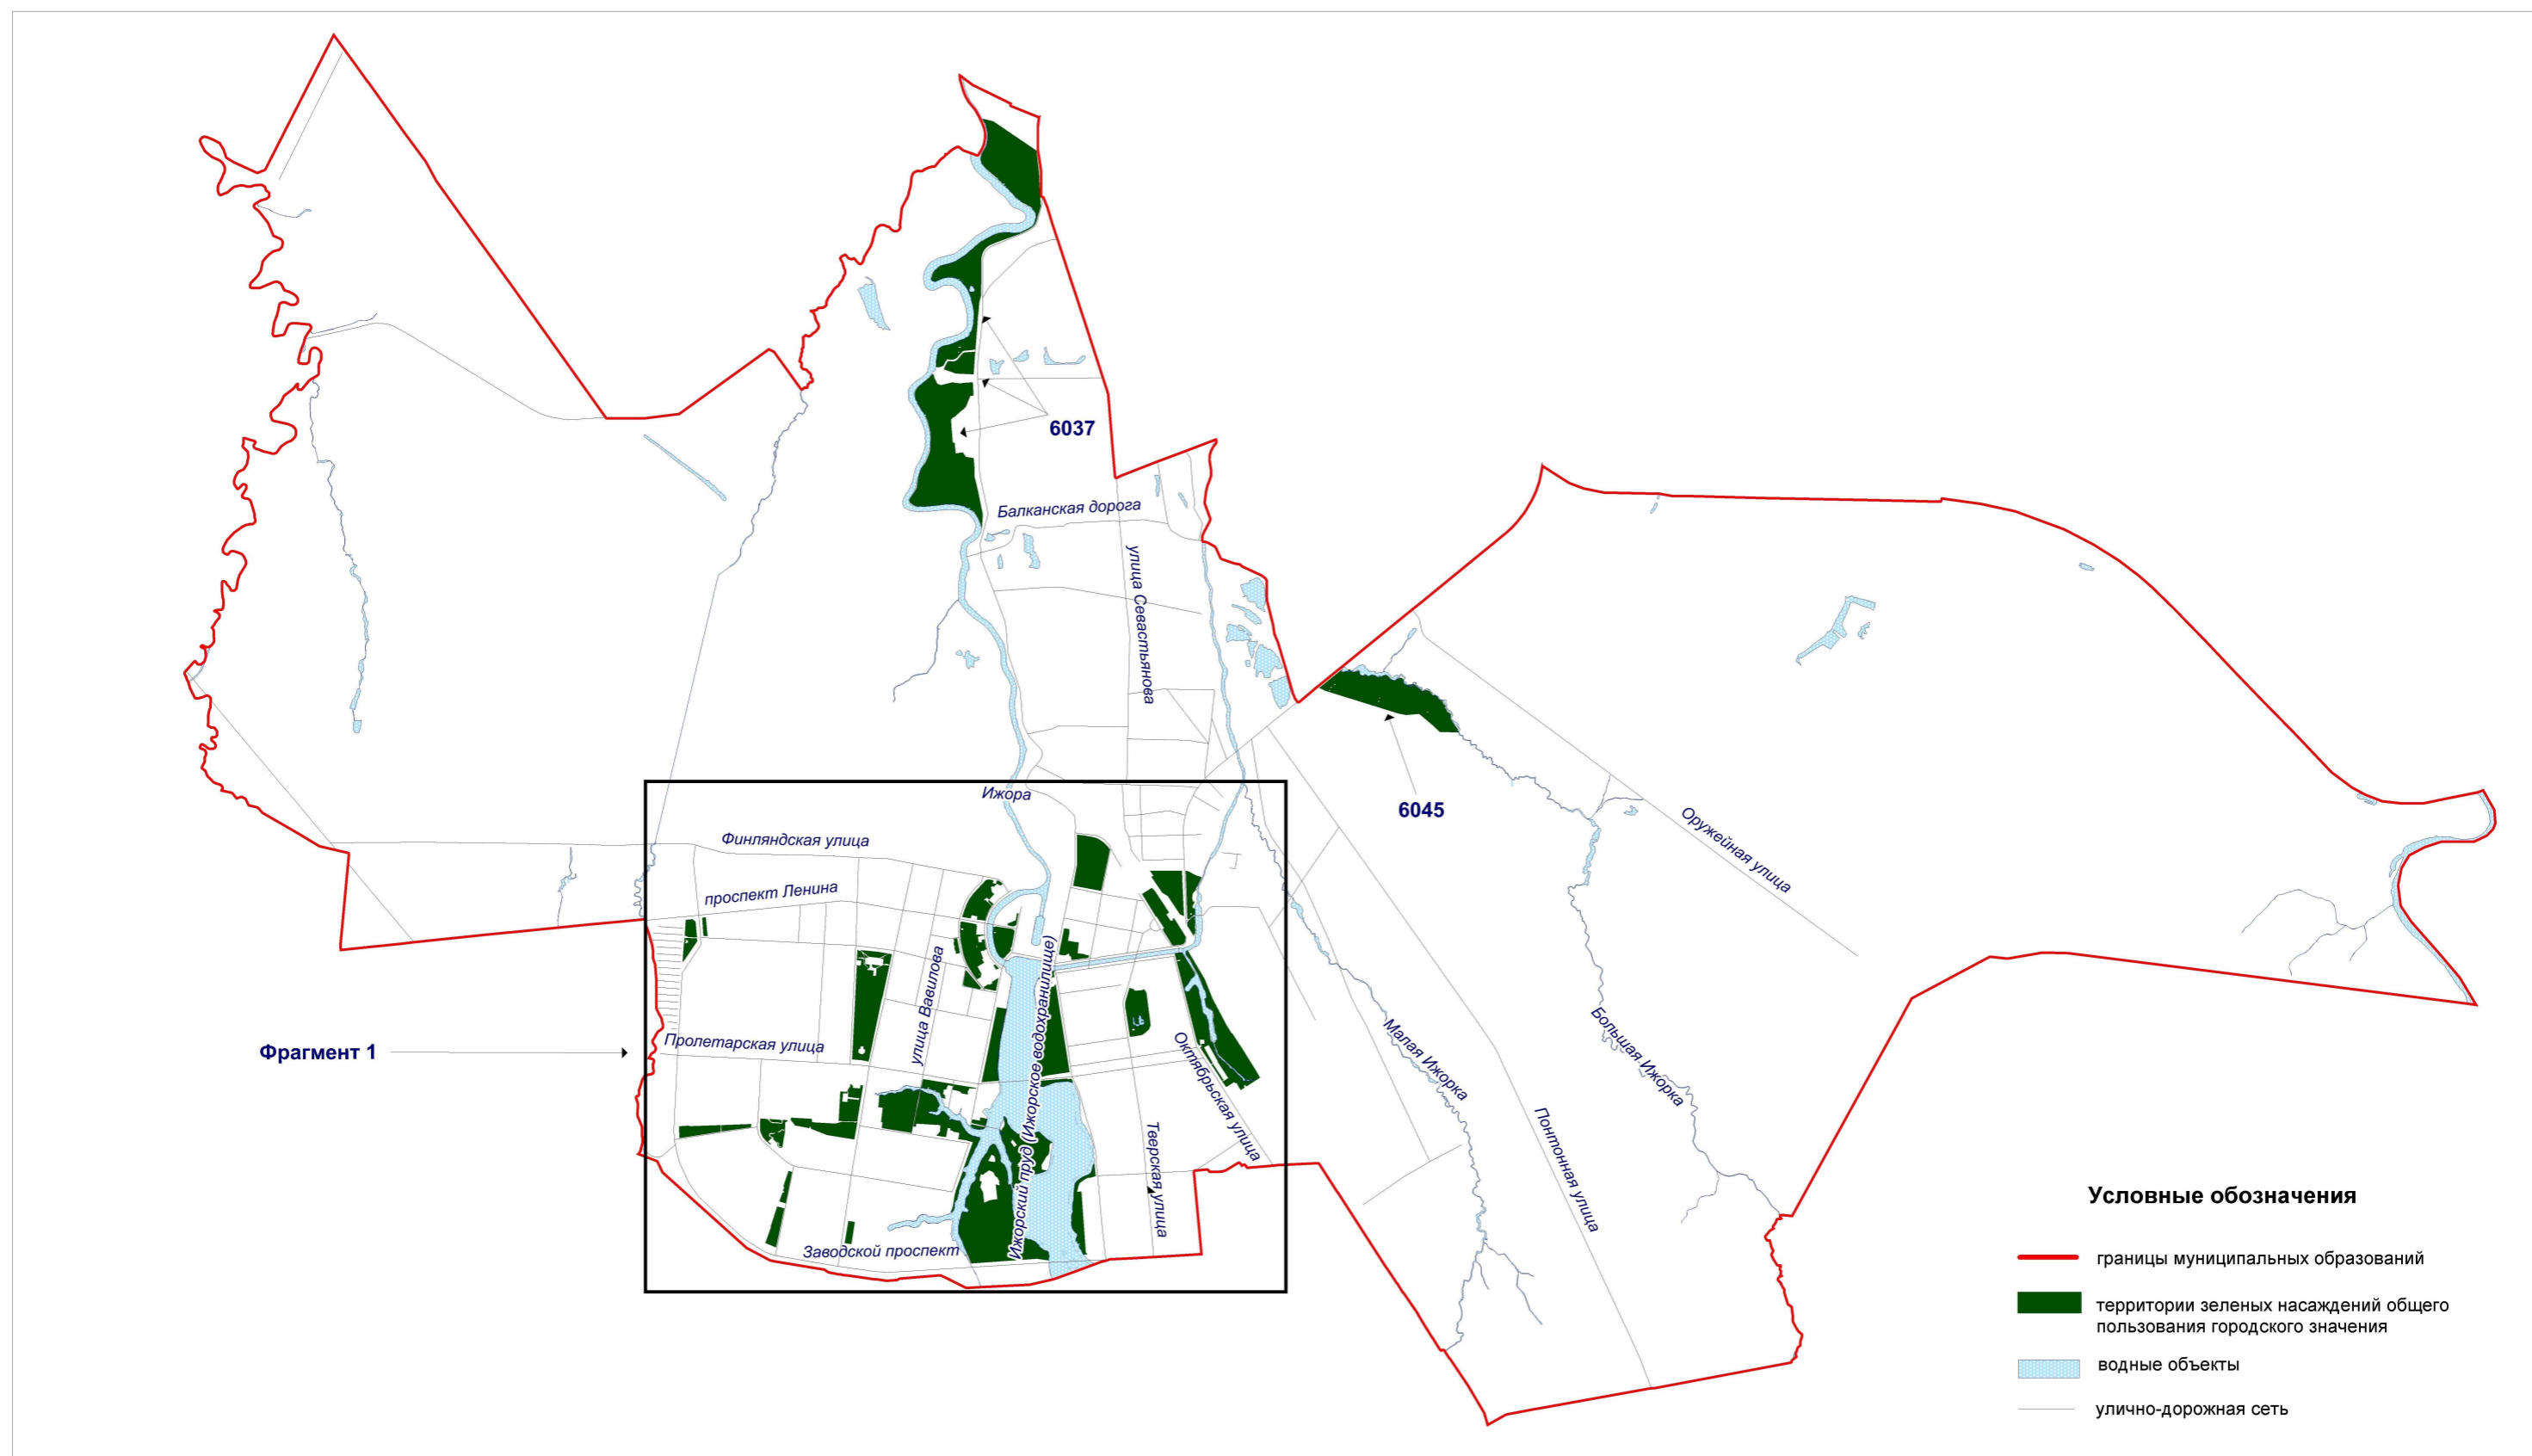 6037
Балканская дорога
улица Севастьянова
6045
Ижора
Финляндская улица
Оружейная улица
проспект Ленина
улица Вавилова
Ижорский пруд (Ижорское водохранилище)
Фрагмент 1
Пролетарская улица
Октябрьская улица
Малая Ижорка
Большая Ижорка
Понтонная улица
Тверская улица
Заводской проспект
Условные обозначения
границы муниципальных образований
территории зеленых насаждений общего
пользования городского значения
водные объекты
улично-дорожная сеть